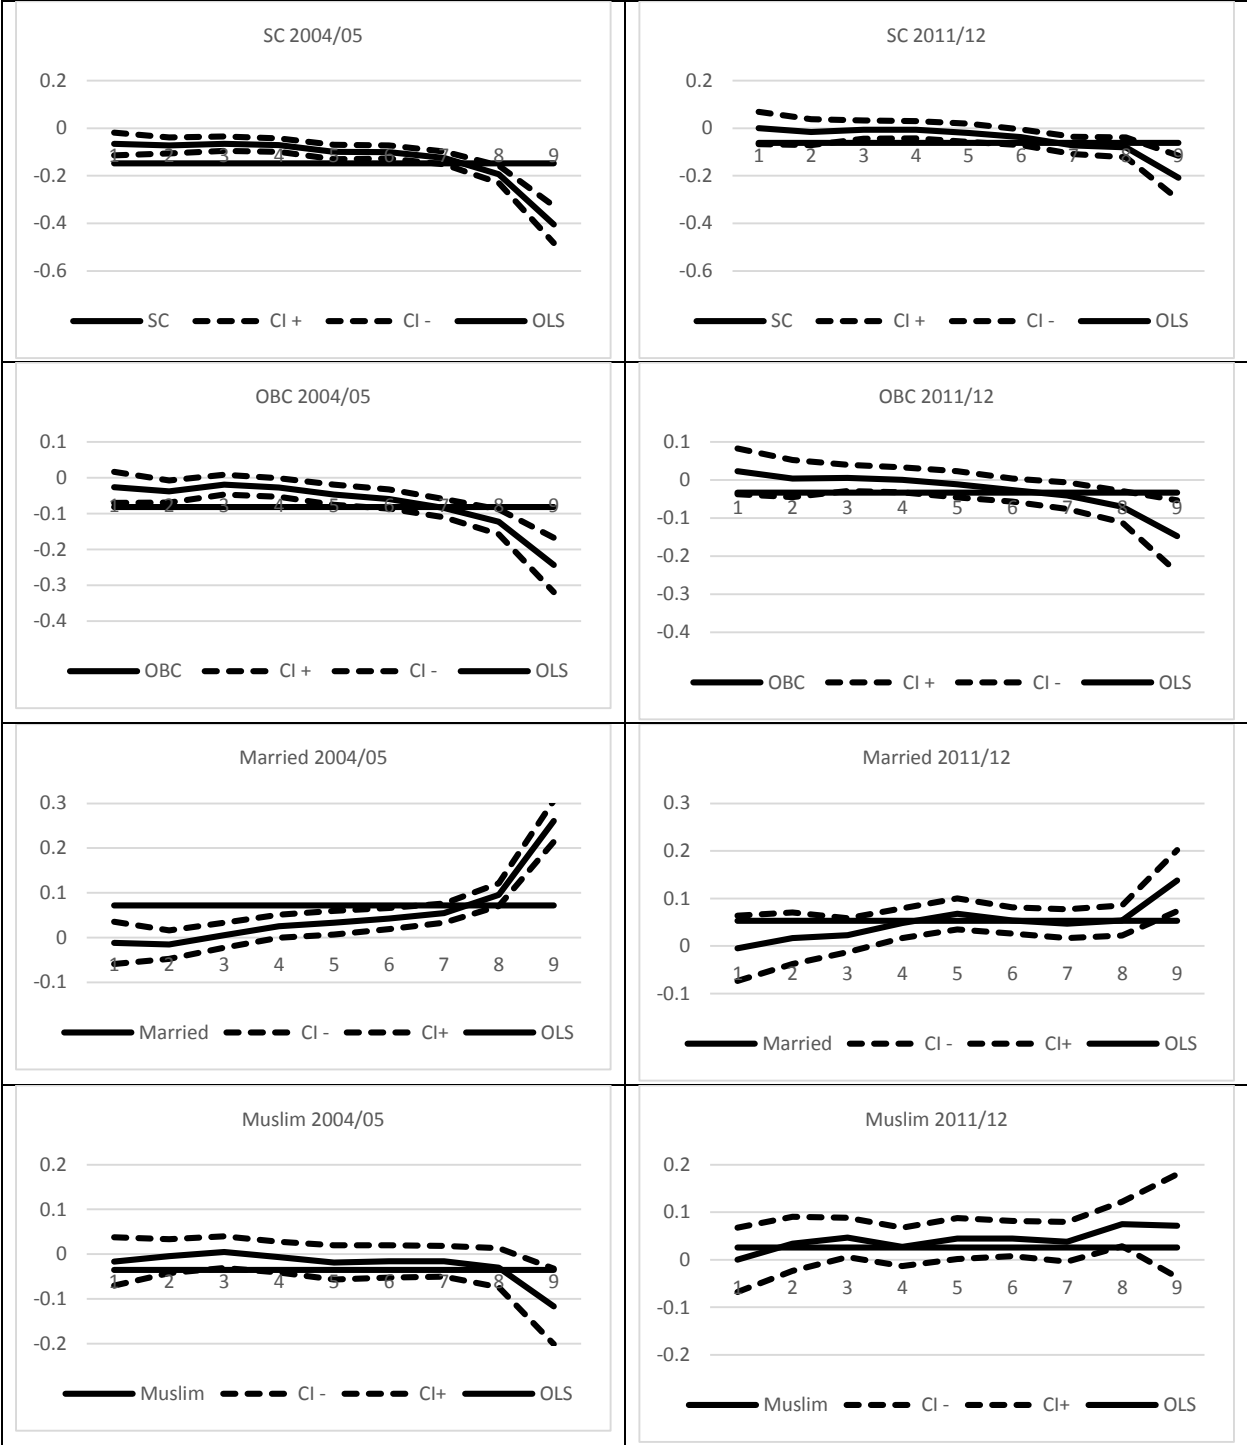 SC 2004/05
0.2
0
1 2 3 4 5 6 7 8 9
-0.2
-0.4
-0.6
SC CI + CI - OLS
SC 2011/12
0.2
0
1 2 3 4 5 6 7 8 9
-0.2
-0.4
-0.6
SC CI + CI - OLS
OBC 2004/05
0.1
0
1 2 3 4 5 6 7 8 9
-0.1
-0.2
-0.3
-0.4
OBC CI + CI - OLS
OBC 2011/12
0.1
0
1 2 3 4 5 6 7 8 9
-0.1
-0.2
-0.3
-0.4
OBC CI + CI - OLS
Married 2004/05
0.3
0.2
0.1
0
1 2 3 4 5 6 7 8 9
-0.1
Married CI - CI+ OLS
Married 2011/12
0.3
0.2
0.1
0
1 2 3 4 5 6 7 8 9
-0.1
Married CI - CI+ OLS
Muslim 2004/05
0.2
0.1
0
1 2 3 4 5 6 7 8 9
-0.1
-0.2
Muslim CI - CI+ OLS
Muslim 2011/12
0.2
0.1
0
1 2 3 4 5 6 7 8 9
-0.1
-0.2
Muslim CI - CI+ OLS